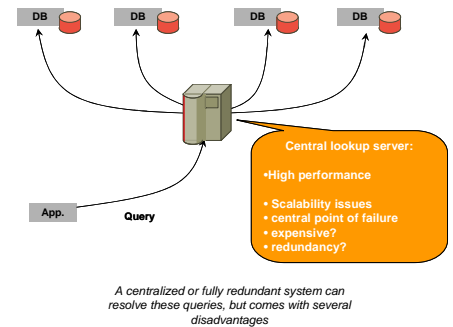 DB
DB
DB
DB
Central lookup server:
•High performance
• Scalability issues
• central point of failure
• expensive?
• redundancy?
App.
Query
A centralized or fully redundant system can
resolve these queries, but comes with several
disadvantages